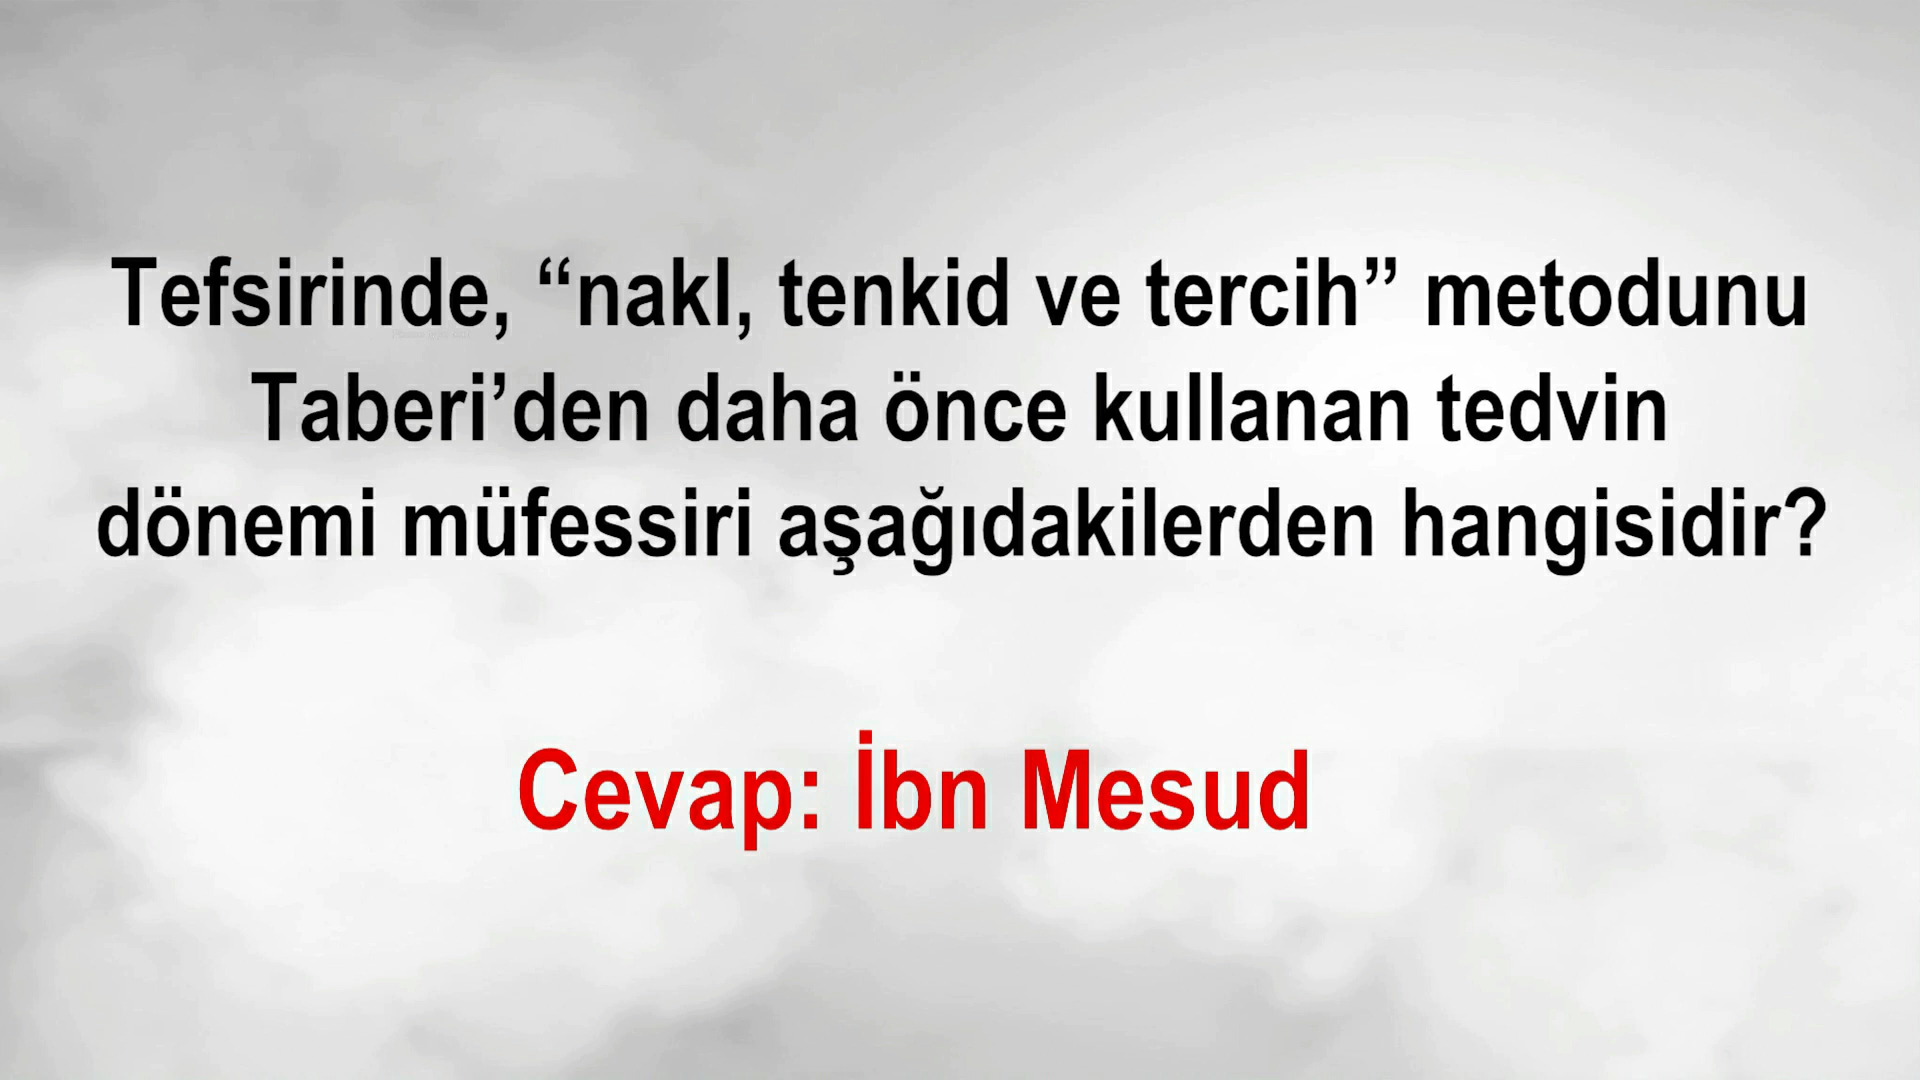 Tefsirinde, “nakl, tenkid ve tercih” metodunu
Taberi’den daha önce kullanan tedvin
dönemi müfessiri aşağıdakilerden hangisidir?
Cevap: İbn Mesud